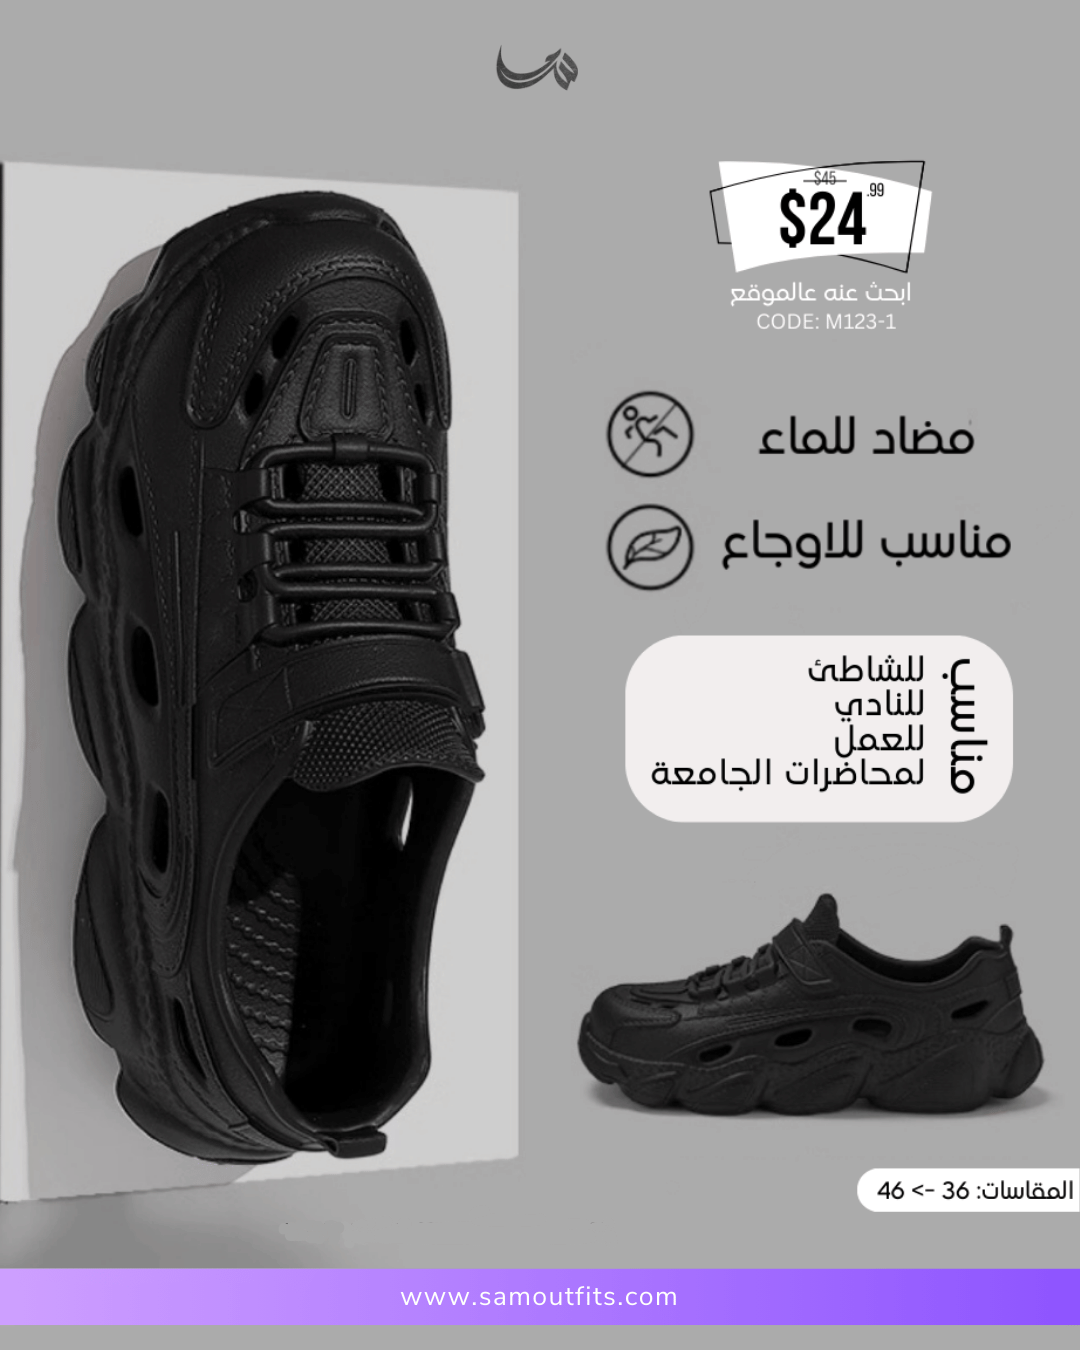 $45
$24.99
ابحث عنه عالموقع
CODE: M123-1
مضاد للماء
مناسب للاوجاع
مناسب
للشاطئ
للنادي
للعمل
لمحاضرات الجامعة
المقاسات: 36 -> 46
www.samoutfits.com